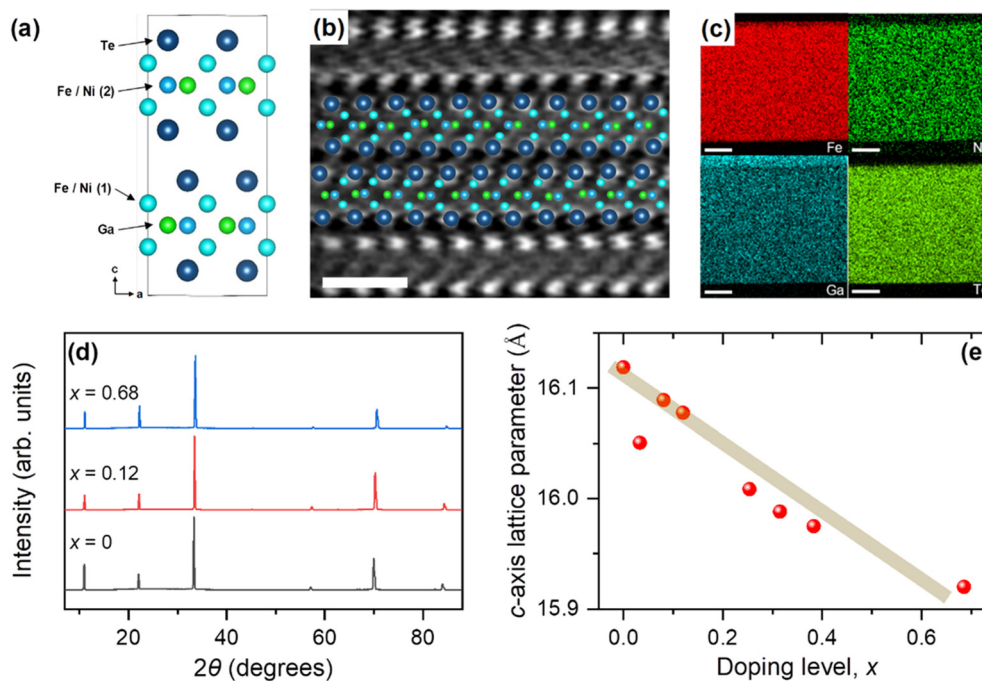 (a)
Te
Fe / Ni (2)
Fe / Ni (1)
Ga
c
a
(b)
(c)
Fe
N
Ga
T
(d)
x = 0.68
x = 0.12
x = 0
Intensity (arb. units)
20
40
60
80
2θ (degrees)
(e
16.1
16.0
15.9
c-axis lattice parameter (Å)
0.0
0.2
0.4
0.6
Doping level, x